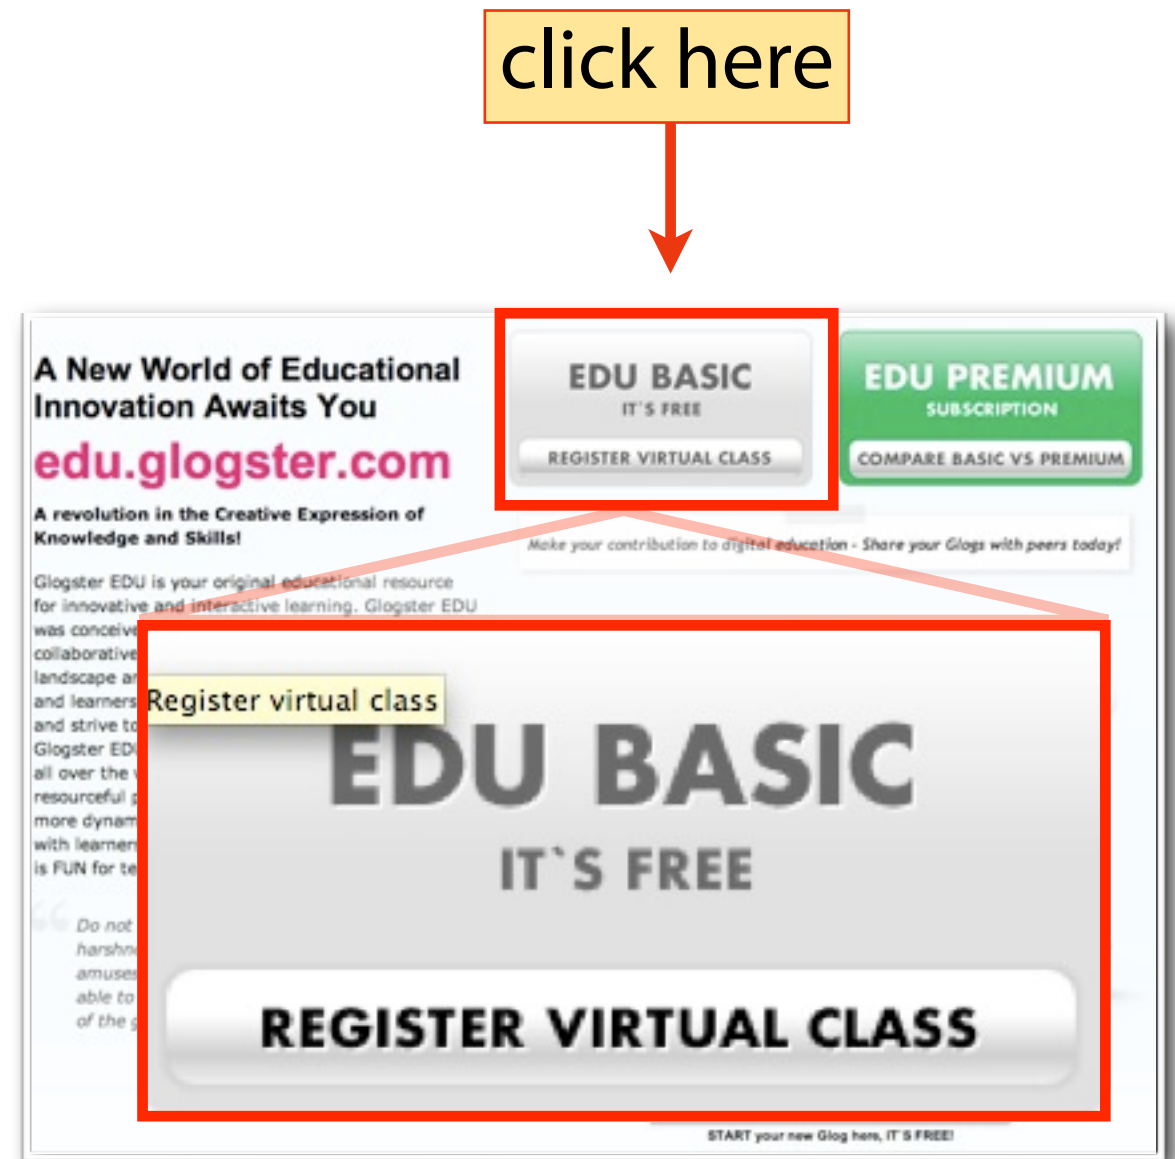 click here
A New World of Educational
Innovation Awaits You
edu.glogster.com
A revolution in the Creative Expression of
Knowledge and Skills!
Glogster EDU is your original educational resource
for innovative and interactive learning. Glogster EDU
was conceive
collaborative
landscape
and learners
and strive to
Glogster EDU
all over the
resourceful
more dynam
with learner
is FUN for te
Do not
harshn
amuses
able to
of the
EDU BASIC
IT`S FREE
REGISTER VIRTUAL CLASS
EDU PREMIUM
SUBSCRIPTION
COMPARE BASIC VS PREMIUM
Make your contribution to digital education - Share your Glogs with peers today!
Register virtual class
EDU BASIC
IT`S FREE
REGISTER VIRTUAL CLASS
START your new Glog here, IT`S FREE!